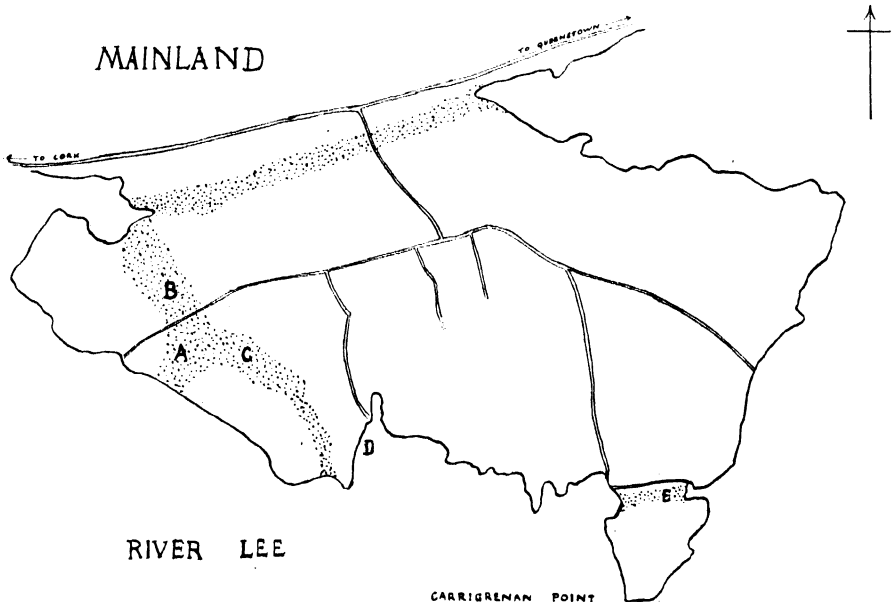 TO QUEENSTOWN
MAINLAND
TO CORK
B
A
C
D
E
RIVER LEE
CARRIGRENAN POINT